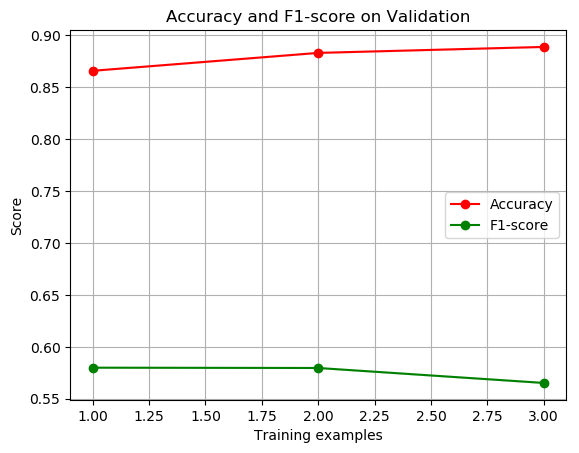 Accuracy and F1-score on Validation
0.90
0.85
0.80
0.75
0.70
0.65
0.60
0.55
Score
Accuracy
F1-score
1.00 1.25 1.50 1.75 2.00 2.25 2.50 2.75 3.00
Training examples